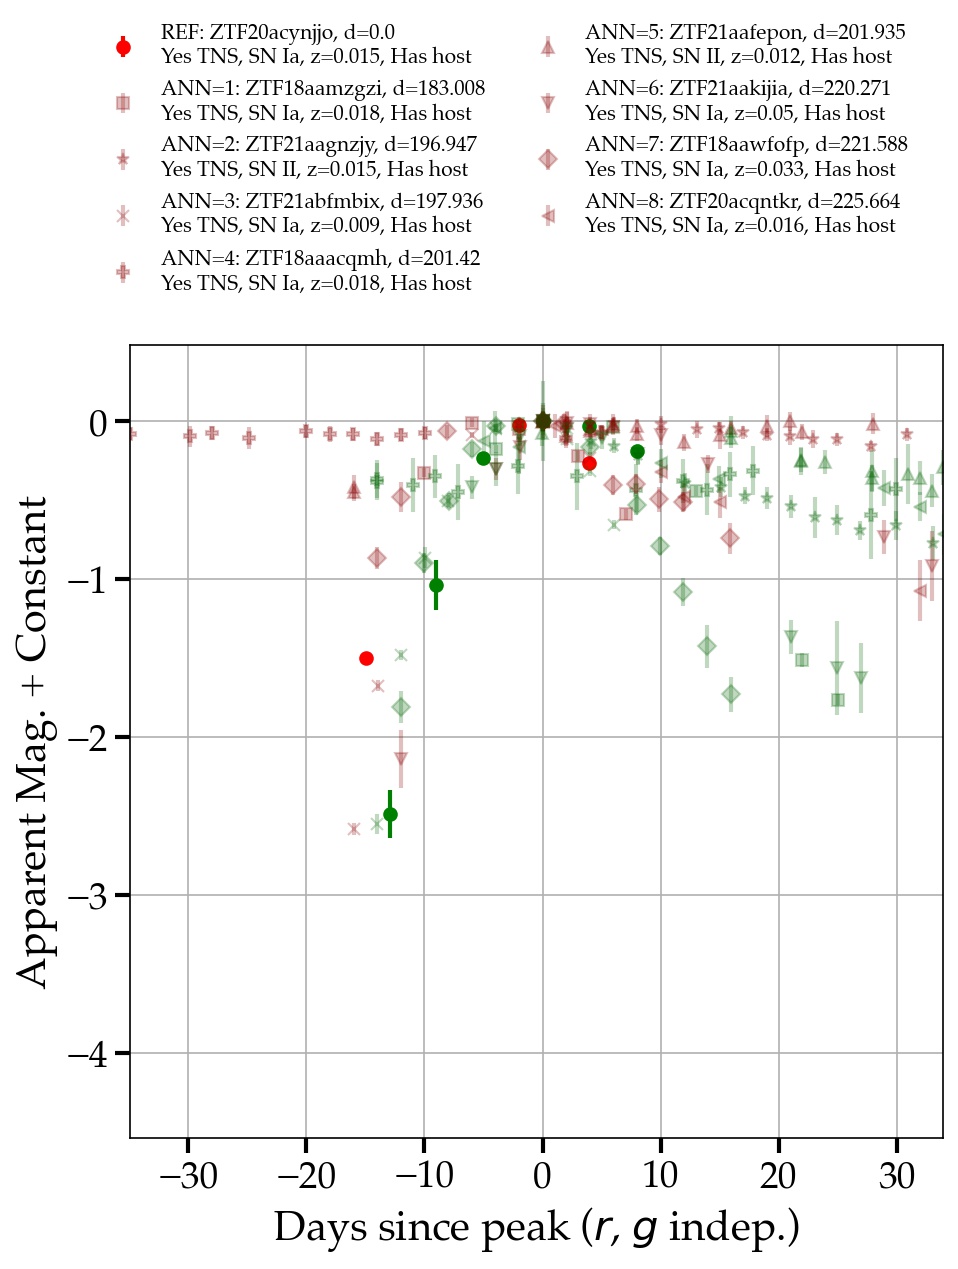 REF: ZTF20acynjjo, d=0.0
Yes TNS, SN Ia, z=0.015, Has host
ANN=1: ZTF18aamzgzi, d=183.008
Yes TNS, SN Ia, z=0.018, Has host
ANN=2: ZTF21aagnzjy, d=196.947
Yes TNS, SN II, z=0.015, Has host
ANN=3: ZTF21abfmbix, d=197.936
Yes TNS, SN Ia, z=0.009, Has host
ANN=4: ZTF18aaacqmh, d=201.42
Yes TNS, SN Ia, z=0.018, Has host
ANN=5: ZTF21aafepon, d=201.935
Yes TNS, SN II, z=0.012, Has host
ANN=6: ZTF21aakijia, d=220.271
Yes TNS, SN Ia, z=0.05, Has host
ANN=7: ZTF18aawfofp, d=221.588
Yes TNS, SN Ia, z=0.033, Has host
ANN=8: ZTF20acqntkr, d=225.664
Yes TNS, SN Ia, z=0.016, Has host
Apparent Mag. + Constant
0
−1
−2
−3
−4
−30 −20 −10 0 10 20 30
Days since peak (r, g indep.)